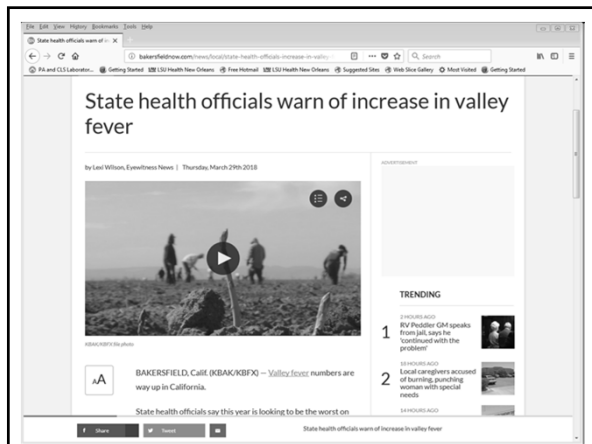 File Edit View History Bookmarks Tools Help
State health officials warn of in
bakersfieldnow.com/news/local/state-health-officials-increase-in-valley-
Search
PA and CLS Laborator... Getting Started LSU Health New Orleans Free Hotmail LSU Health New Orleans Suggested Sites Web Slice Gallery Most Visited Getting Started
State health officials warn of increase in valley
fever
by Lexi Wilson, Eyewitness News | Thursday, March 29th 2018
ADVERTISEMENT
KBAK/KBFX file photo
AA
BAKERSFIELD, Calif. (KBAK/KBFX) — Valley fever numbers are
way up in California.
State health officials say this year is looking to be the worst on
TRENDING
1
2 HOURS AGO
RV Peddler GM speaks
from jail, says he
'continued with the
problem'
2
10 HOURS AGO
Local caregivers accused
of burning, punching
woman with special
needs
14 HOURS AGO
f Share
Tweet
State health officials warn of increase in valley fever